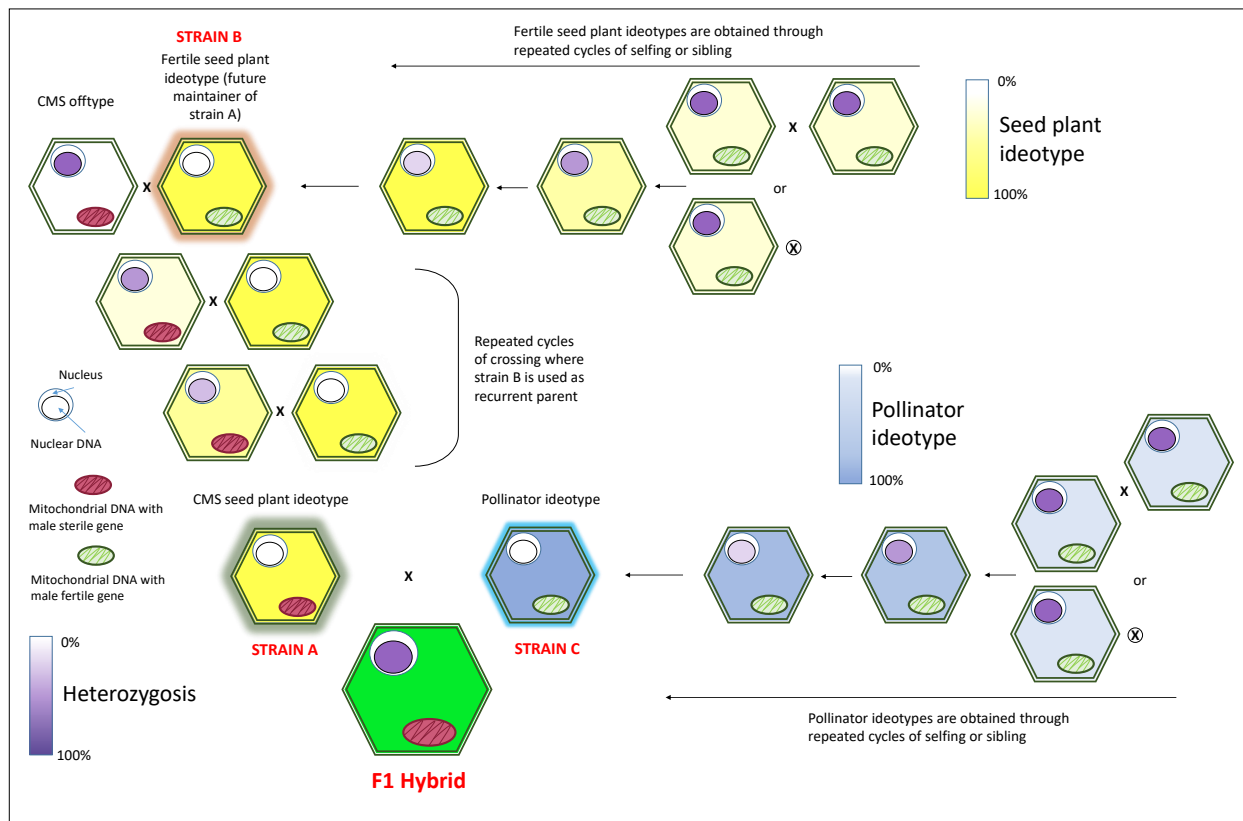 STRAIN B
Fertile seed plant
ideotype (future
maintainer of
strain A)
CMS offtype
Fertile seed plant ideotypes are obtained through
repeated cycles of selfing or sibling
X
X
or
X
0%
Seed plant
ideotype
100%
X
X
Repeated cycles
of crossing where
strain B is used as
recurrent parent
Nucleus
Nuclear DNA
Mitochondrial DNA with
male sterile gene
Mitochondrial DNA with
male fertile gene
0%
Pollinator
ideotype
100%
CMS seed plant ideotype
Pollinator ideotype
X
X
or
X
STRAIN A
STRAIN C
0%
Heterozygosis
100%
F1 Hybrid
Pollinator ideotypes are obtained through
repeated cycles of selfing or sibling